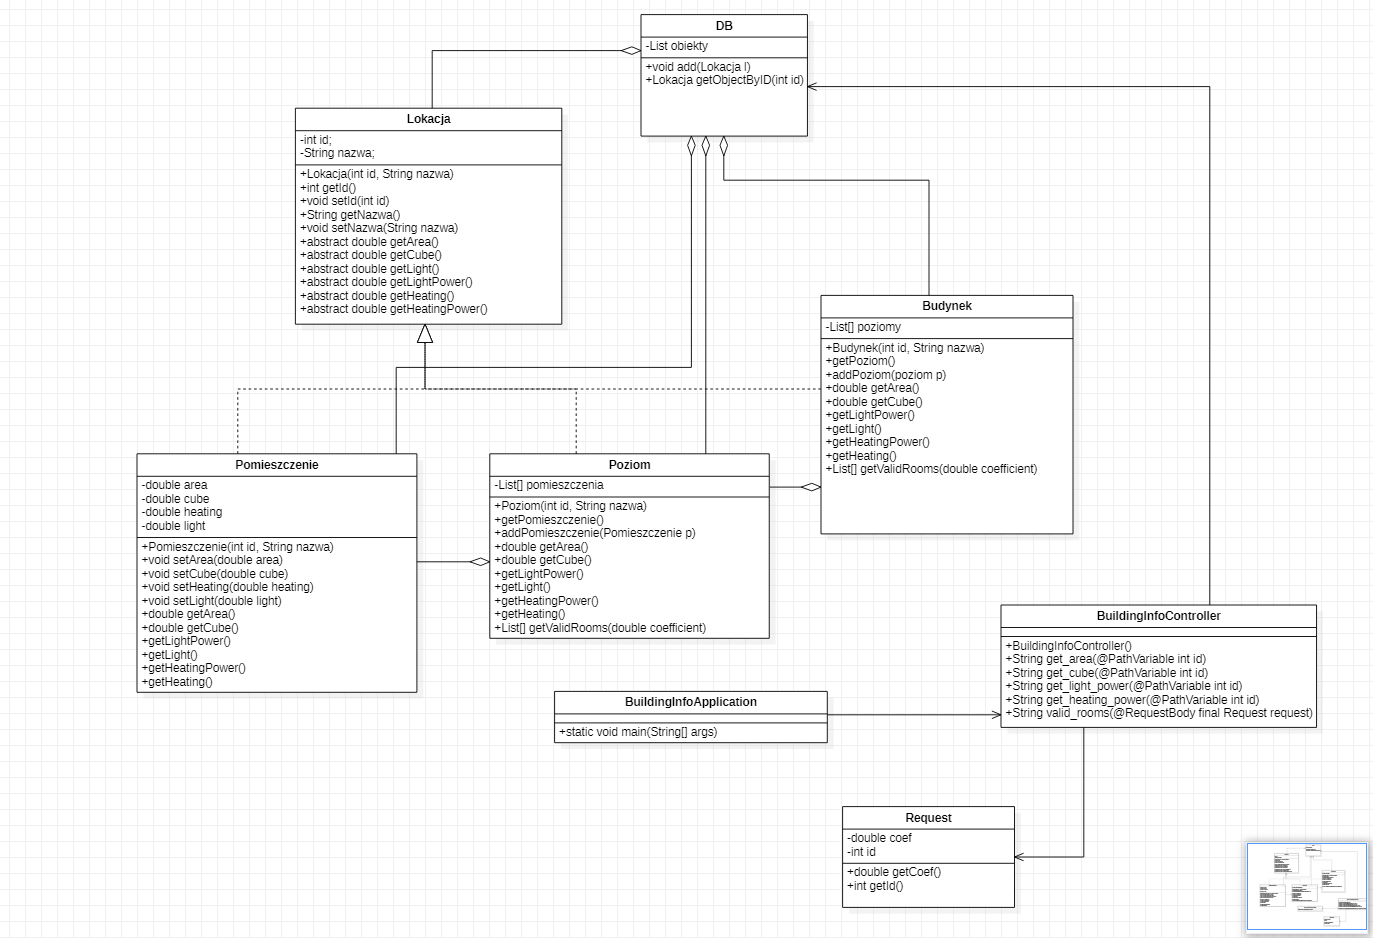 DB
-List obiekty
+void add(Lokacja l)
+Lokacja getObjectByID(int id)
Lokacja
-int id;
-String nazwa;
+Lokacja(int id, String nazwa)
+int getId()
+void setId(int id)
+String getNazwa()
+void setNazwa(String nazwa)
+abstract double getArea()
+abstract double getCube()
+abstract double getLight()
+abstract double getLightPower()
+abstract double getHeating()
+abstract double getHeatingPower()
Budynek
-List[] poziomy
+Budynek(int id, String nazwa)
+getPoziom()
+addPoziom(poziom p)
+double getArea()
+double getCube()
+getLightPower()
+getLight()
+getHeatingPower()
+getHeating()
+List[] getValidRooms(double coefficient)
Pomieszczenie
-double area
-double cube
-double heating
-double light
+Pomieszczenie(int id, String nazwa)
+void setArea(double area)
+void setCube(double cube)
+void setHeating(double heating)
+void setLight(double light)
+double getArea()
+double getCube()
+getLightPower()
+getLight()
+getHeatingPower()
+getHeating()
Poziom
-List[] pomieszczenia
+Poziom(int id, String nazwa)
+getPomieszczenie()
+addPomieszczenie(Pomieszczenie p)
+double getArea()
+double getCube()
+getLightPower()
+getLight()
+getHeatingPower()
+getHeating()
+List[] getValidRooms(double coefficient)
BuildingInfoController
+BuildingInfoController()
+String get_area(@PathVariable int id)
+String get_cube(@PathVariable int id)
+String get_light_power(@PathVariable int id)
+String get_heating_power(@PathVariable int id)
+String valid_rooms(@RequestBody final Request request)
BuildingInfoApplication
+static void main(String[] args)
Request
-double coef
-int id
+double getCoef()
+int getId()